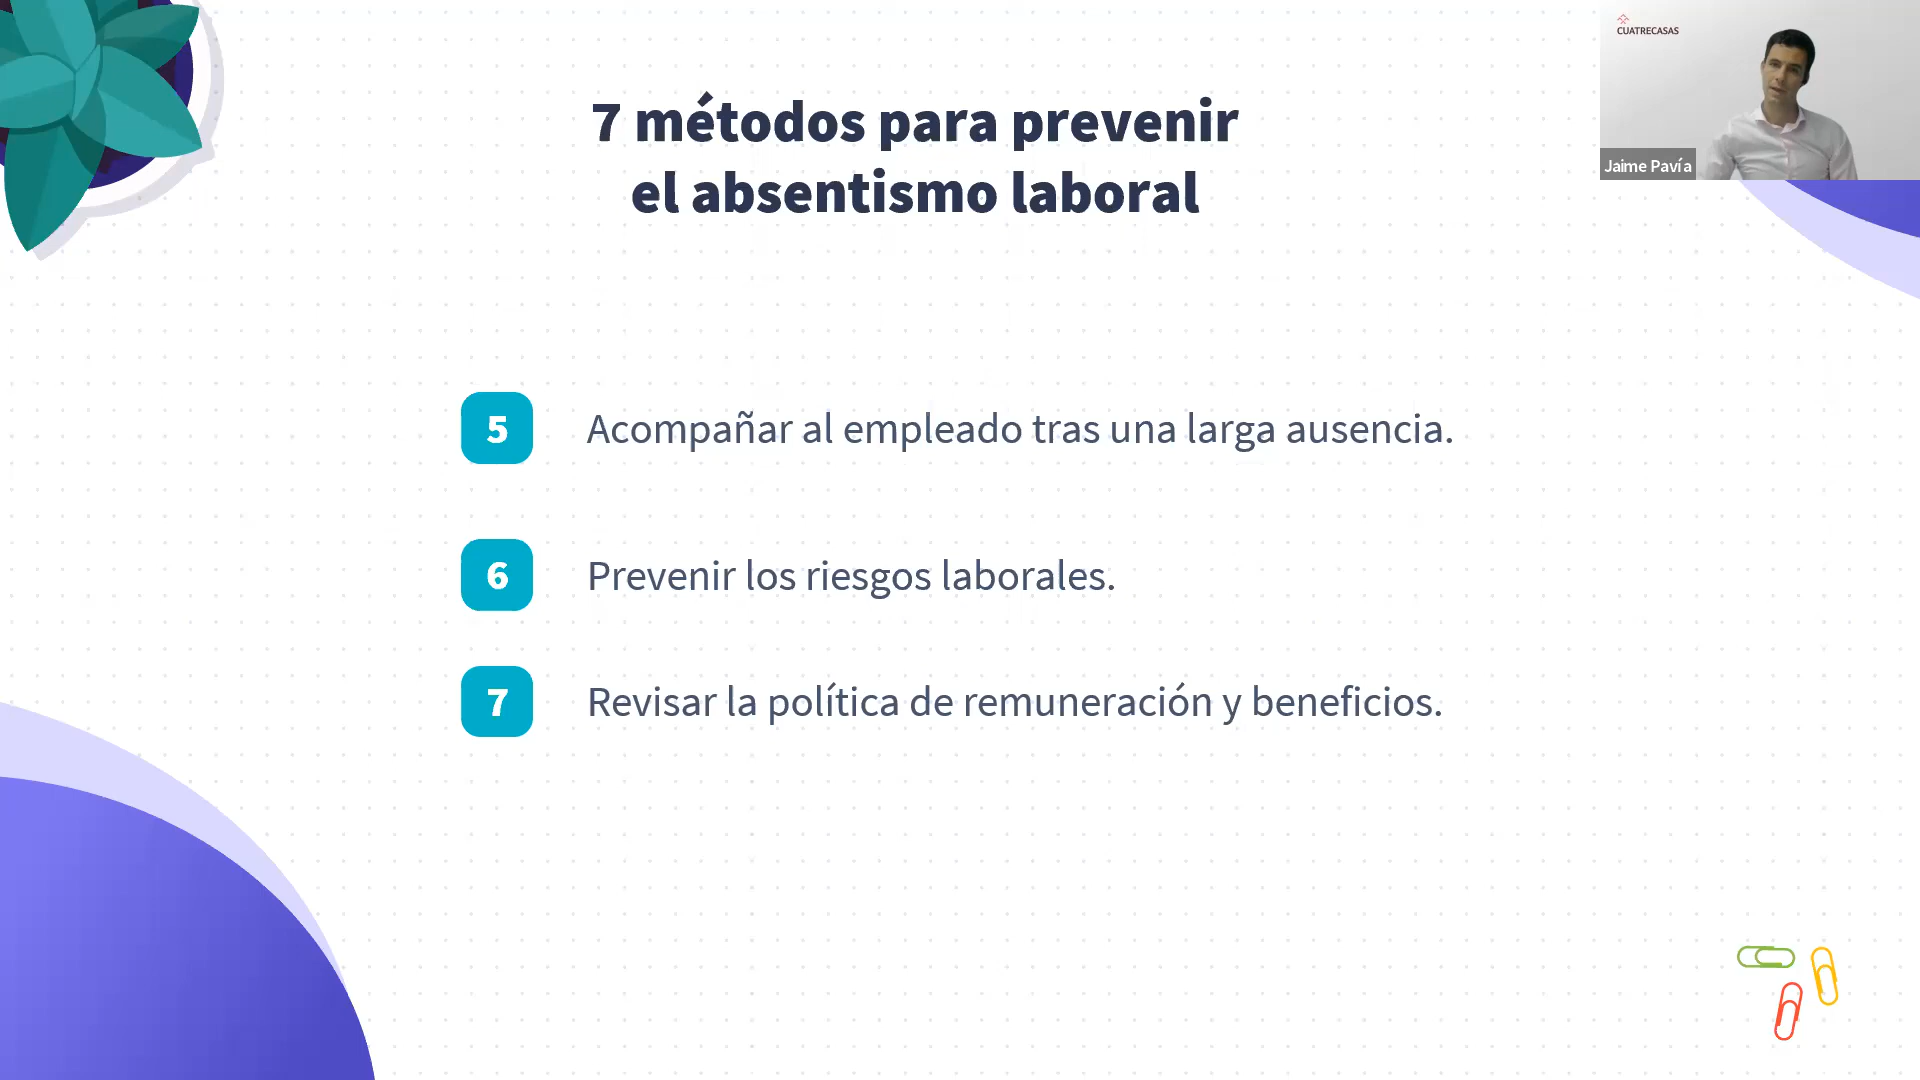 CUATRECASAS
Jaime Pavía
7 métodos para prevenir
el absentismo laboral
5 Acompañar al empleado tras una larga ausencia.
6 Prevenir los riesgos laborales.
7 Revisar la política de remuneración y beneficios.